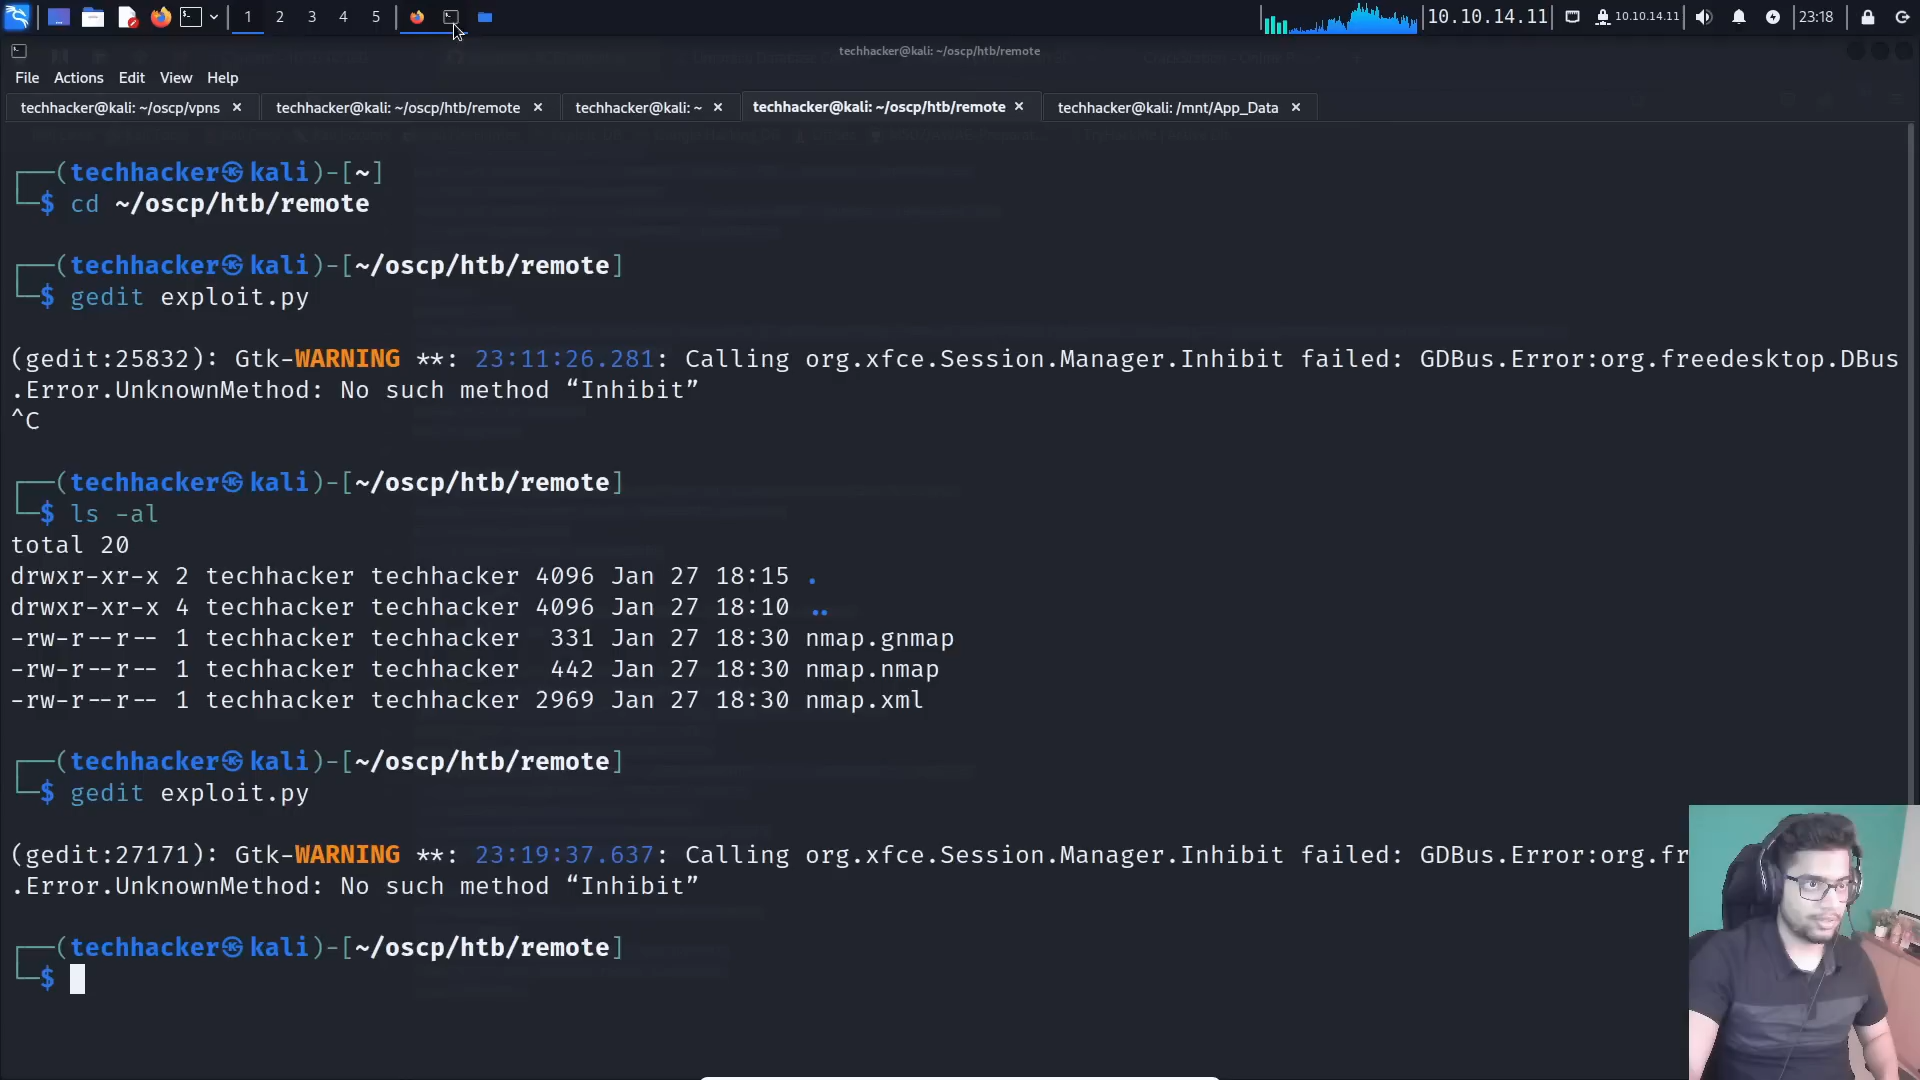 1 2 3 4 5 10.10.14.11 10.10.14.11 23:18
techhacker@kali: ~/oscp/htb/remote
File Actions Edit View Help
techhacker@kali: ~/oscp/vpns × techhacker@kali: ~/oscp/htb/remote × techhacker@kali: ~ × techhacker@kali: ~/oscp/htb/remote × techhacker@kali: /mnt/App_Data ×
┌──(techhacker㉿kali)-[~]
└─$ cd ~/oscp/htb/remote
┌──(techhacker㉿kali)-[~/oscp/htb/remote]
└─$ gedit exploit.py
(gedit:25832): Gtk-WARNING **: 23:11:26.281: Calling org.xfce.Session.Manager.Inhibit failed: GDBus.Error:org.freedesktop.DBus
.Error.UnknownMethod: No such method “Inhibit”
^C
┌──(techhacker㉿kali)-[~/oscp/htb/remote]
└─$ ls -al
total 20
drwxr-xr-x 2 techhacker techhacker 4096 Jan 27 18:15 .
drwxr-xr-x 4 techhacker techhacker 4096 Jan 27 18:10 ..
-rw-r--r-- 1 techhacker techhacker 331 Jan 27 18:30 nmap.gnmap
-rw-r--r-- 1 techhacker techhacker 442 Jan 27 18:30 nmap.nmap
-rw-r--r-- 1 techhacker techhacker 2969 Jan 27 18:30 nmap.xml
┌──(techhacker㉿kali)-[~/oscp/htb/remote]
└─$ gedit exploit.py
(gedit:27171): Gtk-WARNING **: 23:19:37.637: Calling org.xfce.Session.Manager.Inhibit failed: GDBus.Error:org.fr
.Error.UnknownMethod: No such method “Inhibit”
┌──(techhacker㉿kali)-[~/oscp/htb/remote]
└─$